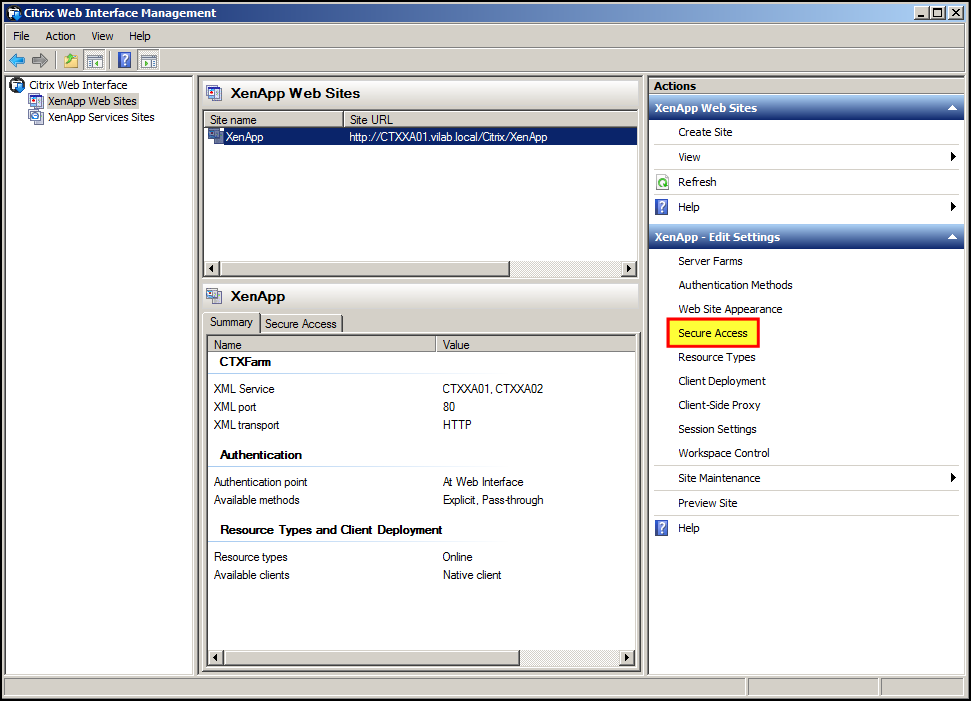 Citrix Web Interface Management
File Action View Help
Citrix Web Interface
XenApp Web Sites
XenApp Services Sites
XenApp Web Sites
Site name Site URL
XenApp http://CTXXA01.vilab.local/Citrix/XenApp
XenApp
Summary Secure Access
Name Value
CTXFarm
XML Service CTXXA01, CTXXA02
XML port 80
XML transport HTTP
Authentication
Authentication point At Web Interface
Available methods Explicit, Pass-through
Resource Types and Client Deployment
Resource types Online
Available clients Native client
Actions
XenApp Web Sites
Create Site
View
Refresh
Help
XenApp - Edit Settings
Server Farms
Authentication Methods
Web Site Appearance
Secure Access
Resource Types
Client Deployment
Client-Side Proxy
Session Settings
Workspace Control
Site Maintenance
Preview Site
Help